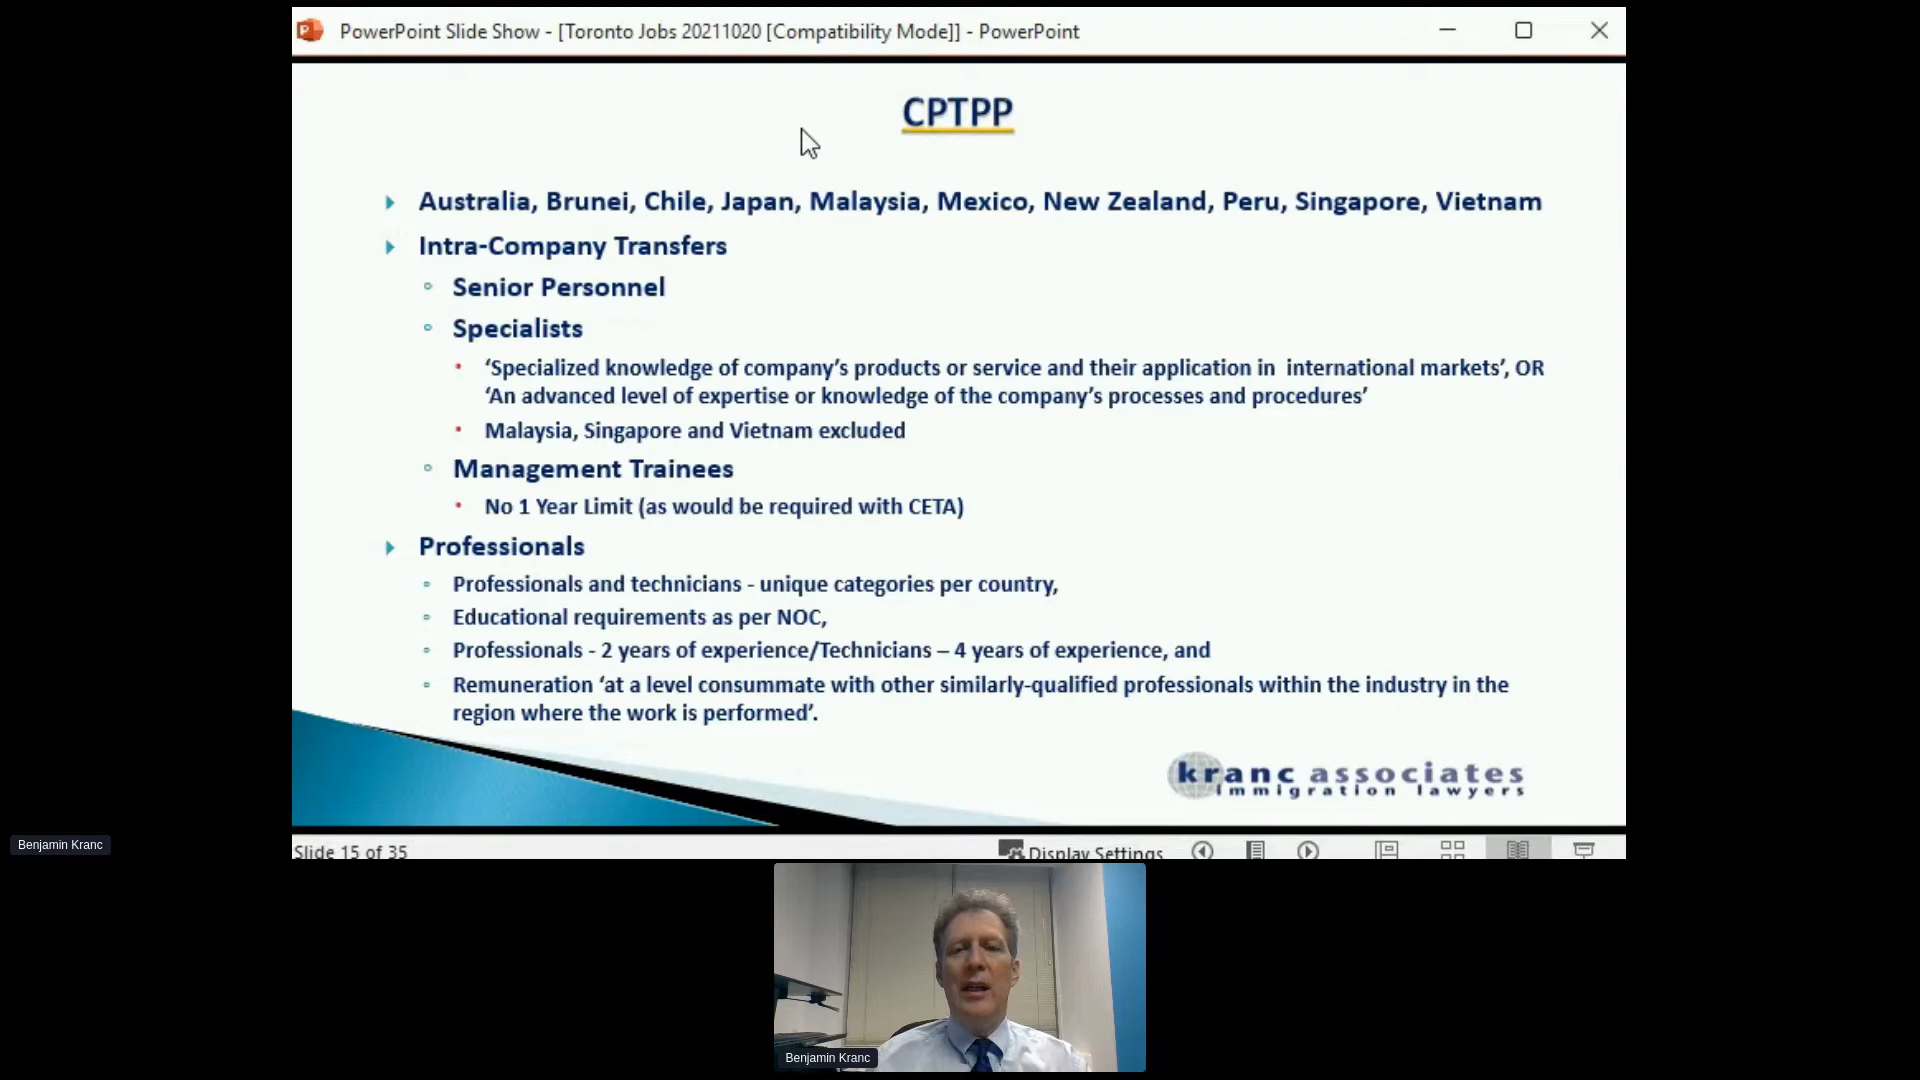 PowerPoint Slide Show - [Toronto Jobs 20211020 [Compatibility Mode]] - PowerPoint
CPTPP
Australia, Brunei, Chile, Japan, Malaysia, Mexico, New Zealand, Peru, Singapore, Vietnam
Intra-Company Transfers
Senior Personnel
Specialists
‘Specialized knowledge of company’s products or service and their application in international markets’, OR
‘An advanced level of expertise or knowledge of the company’s processes and procedures’
Malaysia, Singapore and Vietnam excluded
Management Trainees
No 1 Year Limit (as would be required with CETA)
Professionals
Professionals and technicians - unique categories per country,
Educational requirements as per NOC,
Professionals - 2 years of experience/Technicians – 4 years of experience, and
Remuneration ‘at a level consummate with other similarly-qualified professionals within the industry in the
region where the work is performed’.
kranc associates
immigration lawyers
Slide 15 of 35
Display Settings
Benjamin Kranc
Benjamin Kranc